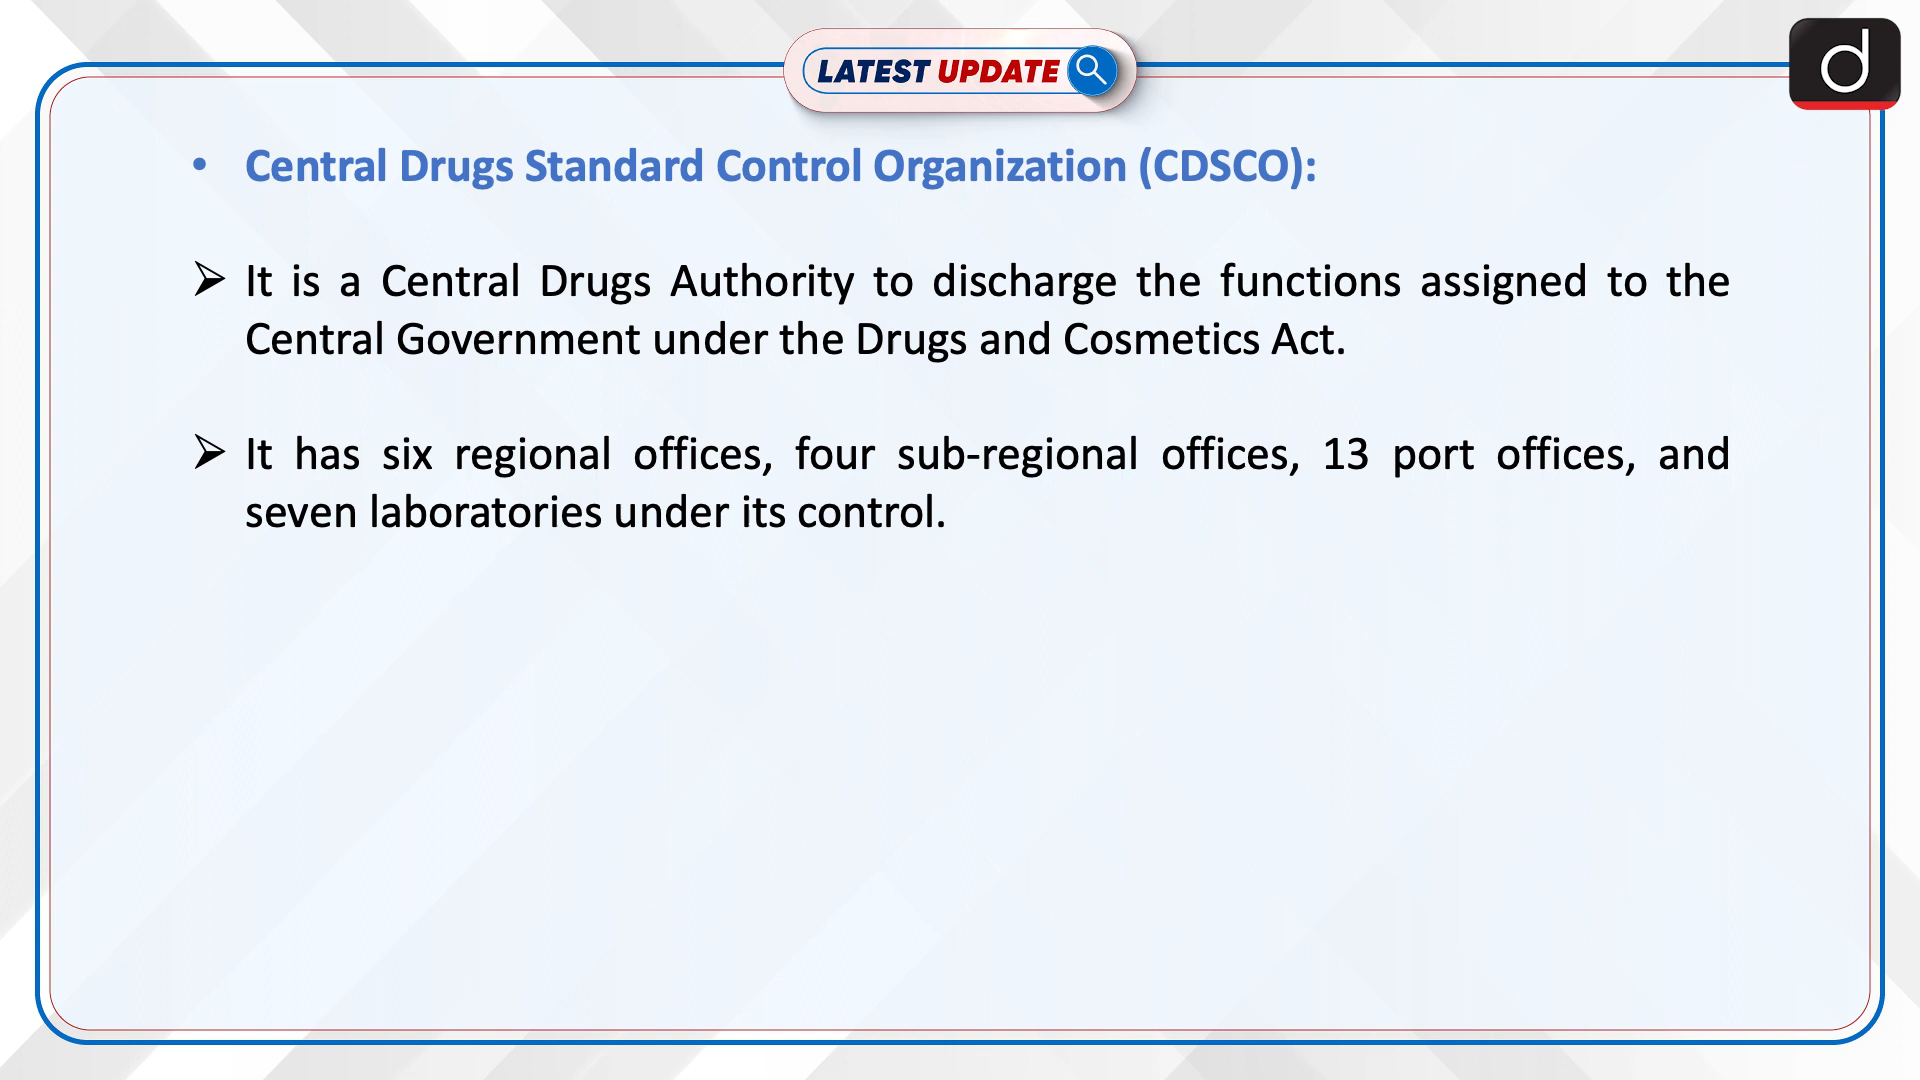 LATEST UPDATE
d
• Central Drugs Standard Control Organization (CDSCO):
➢ It is a Central Drugs Authority to discharge the functions assigned to the
Central Government under the Drugs and Cosmetics Act.
➢ It has six regional offices, four sub-regional offices, 13 port offices, and
seven laboratories under its control.